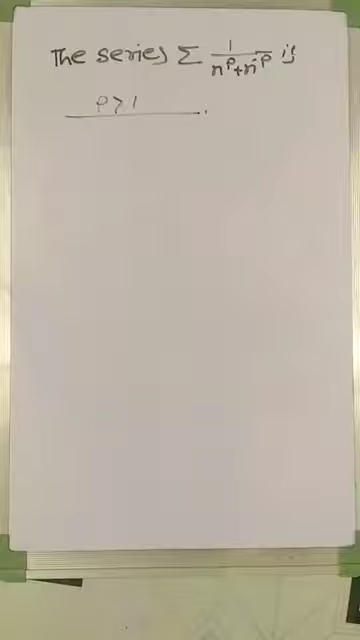 The series Σ 1/(n^p+n^-p) is
P>1.